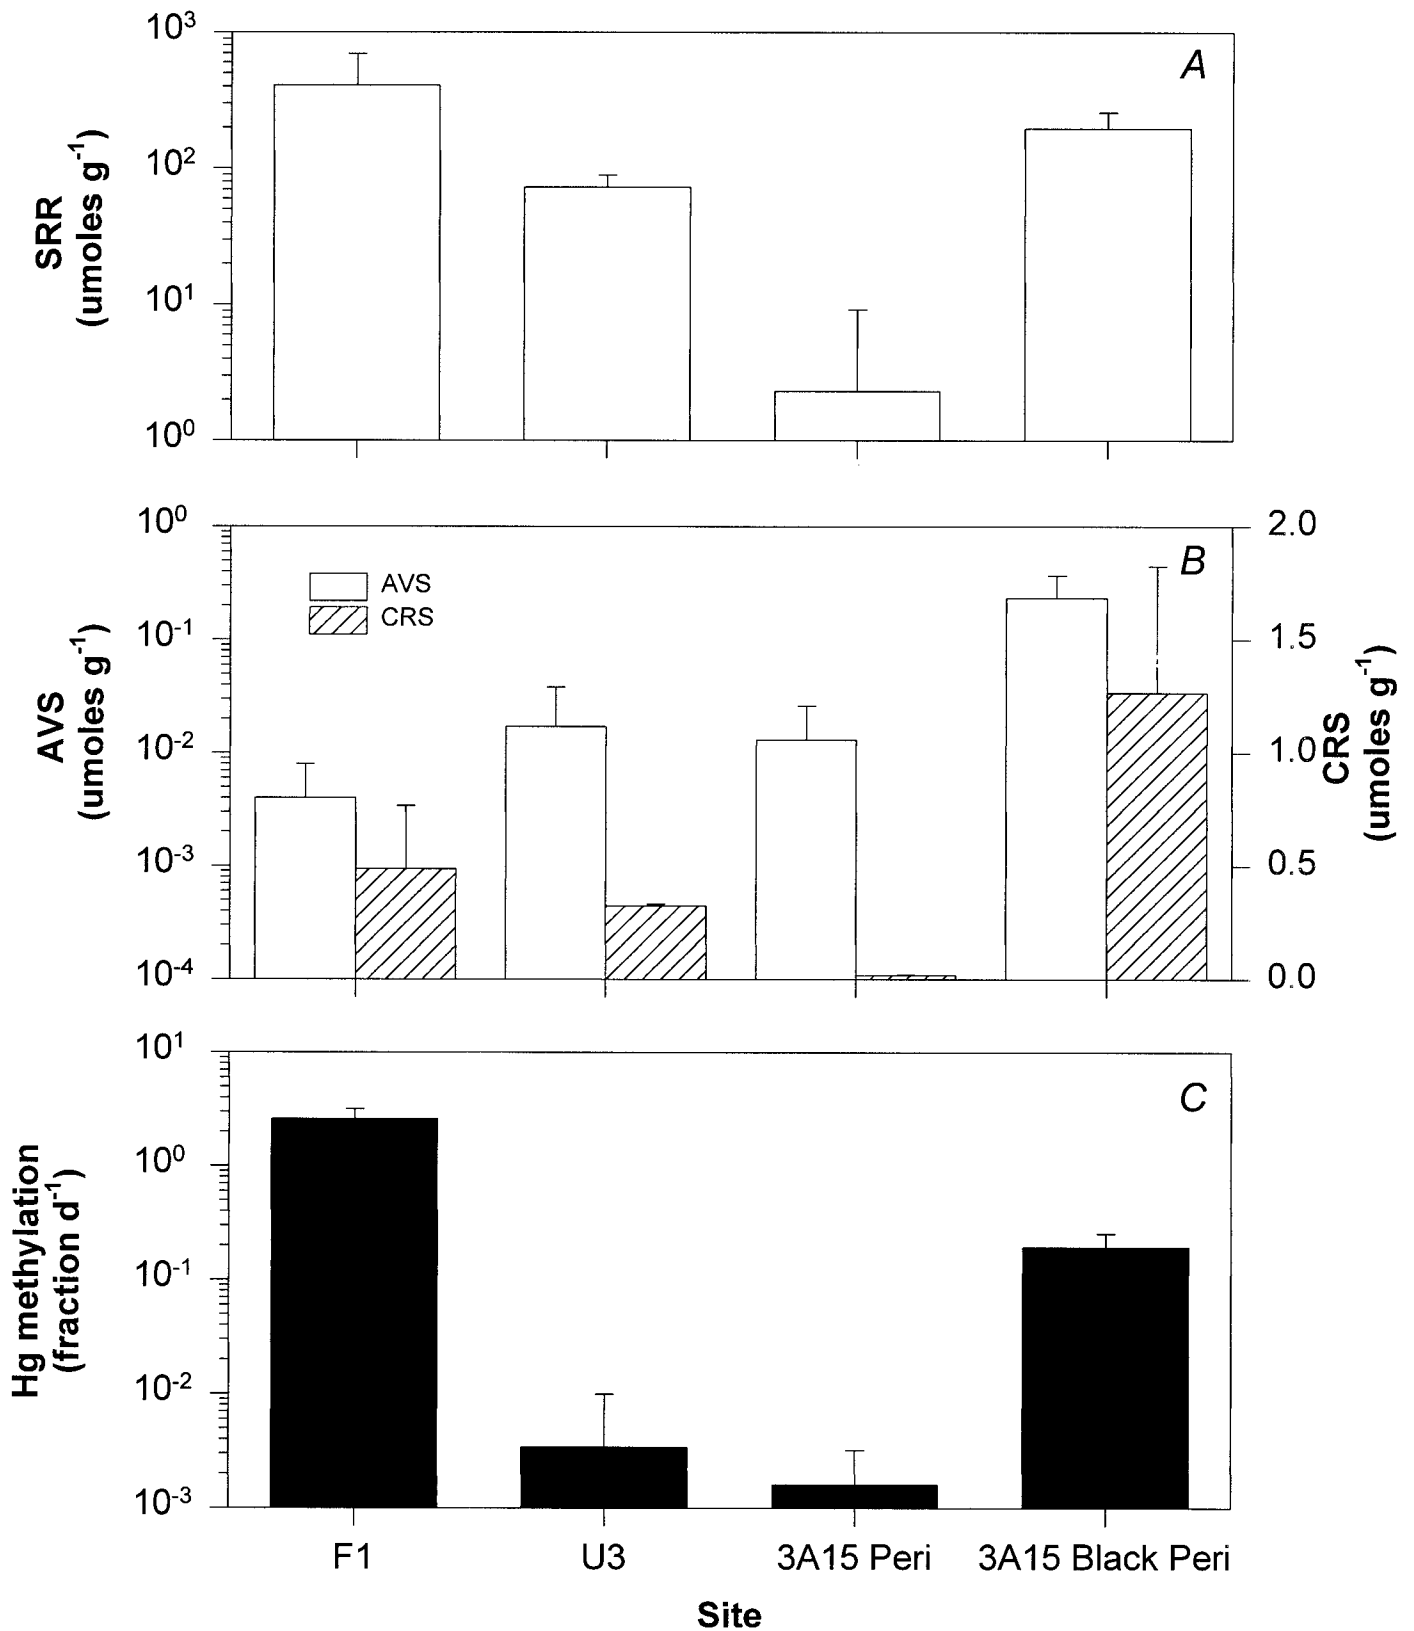 A
10³
10²
10¹
10⁰
SRR
(umoles g⁻¹)
B
AVS
CRS
10⁰
10⁻¹
10⁻²
10⁻³
10⁻⁴
AVS
(umoles g⁻¹)
2.0
1.5
1.0
0.5
0.0
CRS
(umoles g⁻¹)
C
10¹
10⁰
10⁻¹
10⁻²
10⁻³
Hg methylation
(fraction d⁻¹)
F1 U3 3A15 Peri 3A15 Black Peri
Site